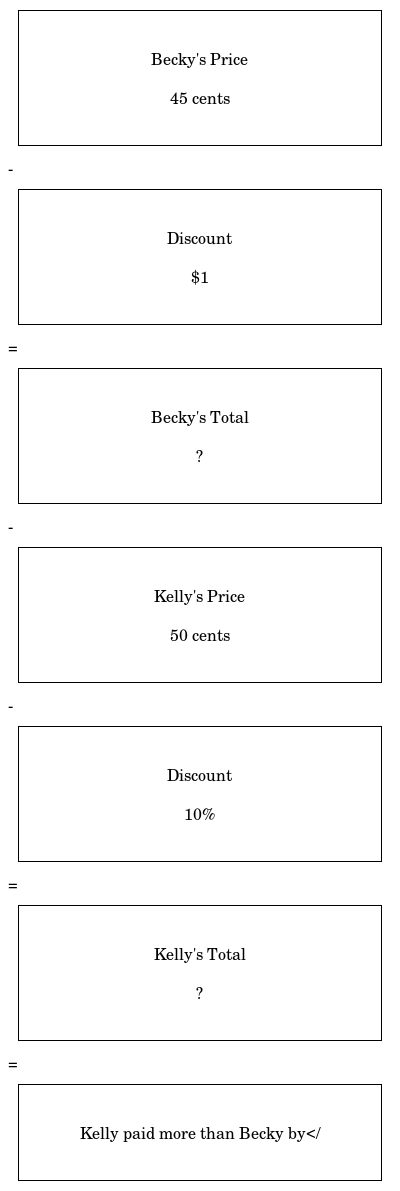 Becky's Price
45 cents
-
Discount
$1
=
Becky's Total
?
-
Kelly's Price
50 cents
-
Discount
10%
=
Kelly's Total
?
=
Kelly paid more than Becky by</